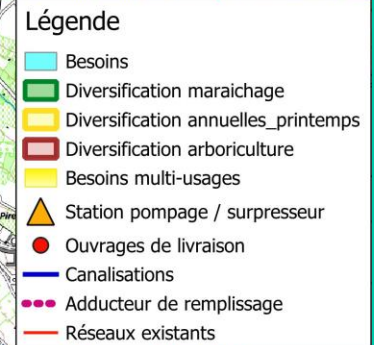 Légende
Besoins
Diversification maraichage
Diversification annuelles_printemps
Diversification arboriculture
Besoins multi-usages
Station pompage / surpresseur
Ouvrages de livraison
Canalisations
Adducteur de remplissage
Réseaux existants
Pire